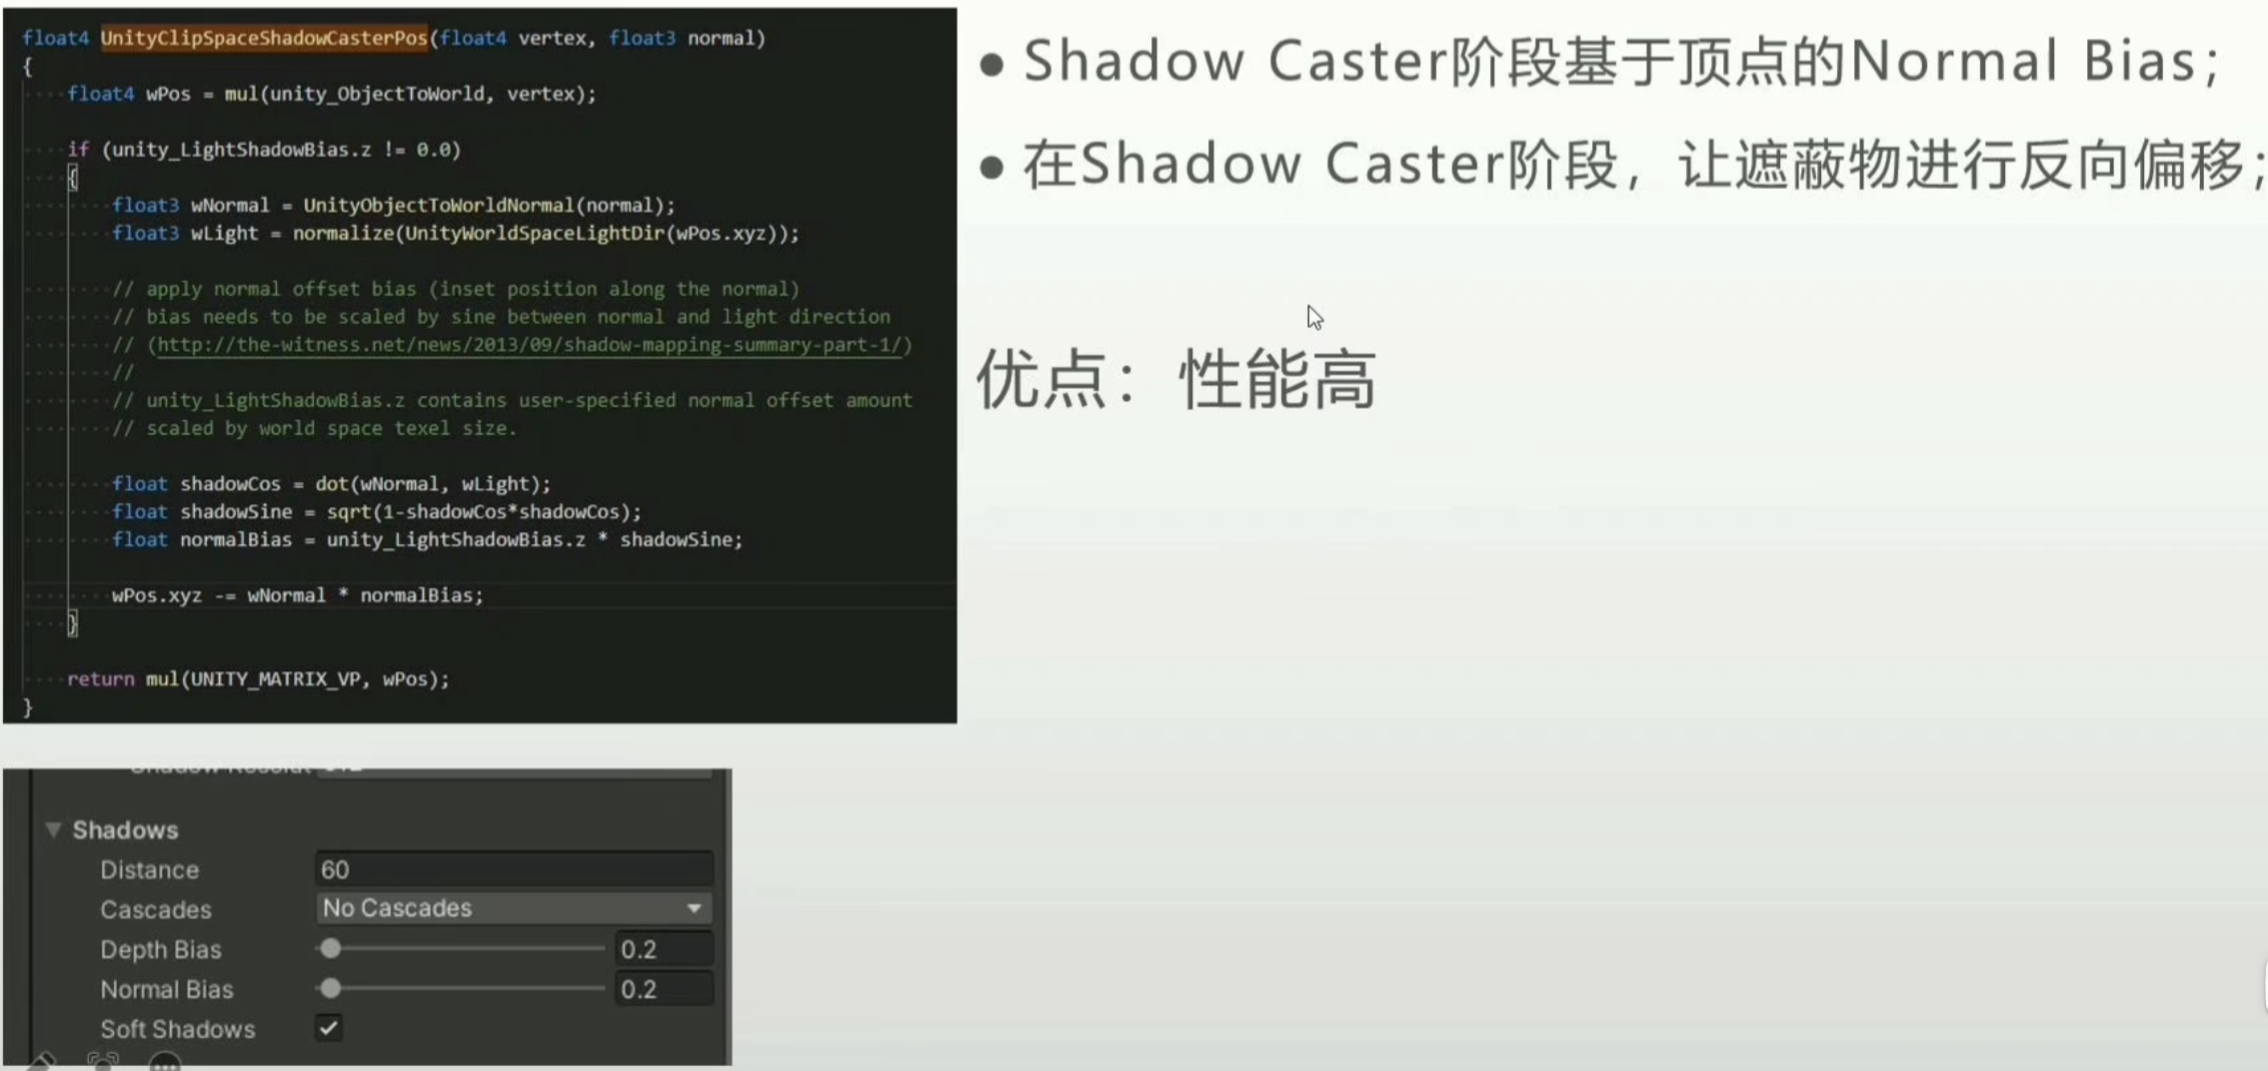 float4 UnityClipSpaceShadowCasterPos(float4 vertex, float3 normal)
{
float4 wPos = mul(unity_ObjectToWorld, vertex);
if (unity_LightShadowBias.z != 0.0)
{
float3 wNormal = UnityObjectToWorldNormal(normal);
float3 wLight = normalize(UnityWorldSpaceLightDir(wPos.xyz));
// apply normal offset bias (inset position along the normal)
// bias needs to be scaled by sine between normal and light direction
// (http://the-witness.net/news/2013/09/shadow-mapping-summary-part-1/)
//
// unity_LightShadowBias.z contains user-specified normal offset amount
// scaled by world space texel size.
float shadowCos = dot(wNormal, wLight);
float shadowSine = sqrt(1-shadowCos*shadowCos);
float normalBias = unity_LightShadowBias.z * shadowSine;
wPos.xyz -= wNormal * normalBias;
}
return mul(UNITY_MATRIX_VP, wPos);
}
● Shadow Caster阶段基于顶点的Normal Bias；
● 在Shadow Caster阶段，让遮蔽物进行反向偏移；
优点：性能高
Shadows
Distance 60
Cascades No Cascades
Depth Bias 0.2
Normal Bias 0.2
Soft Shadows